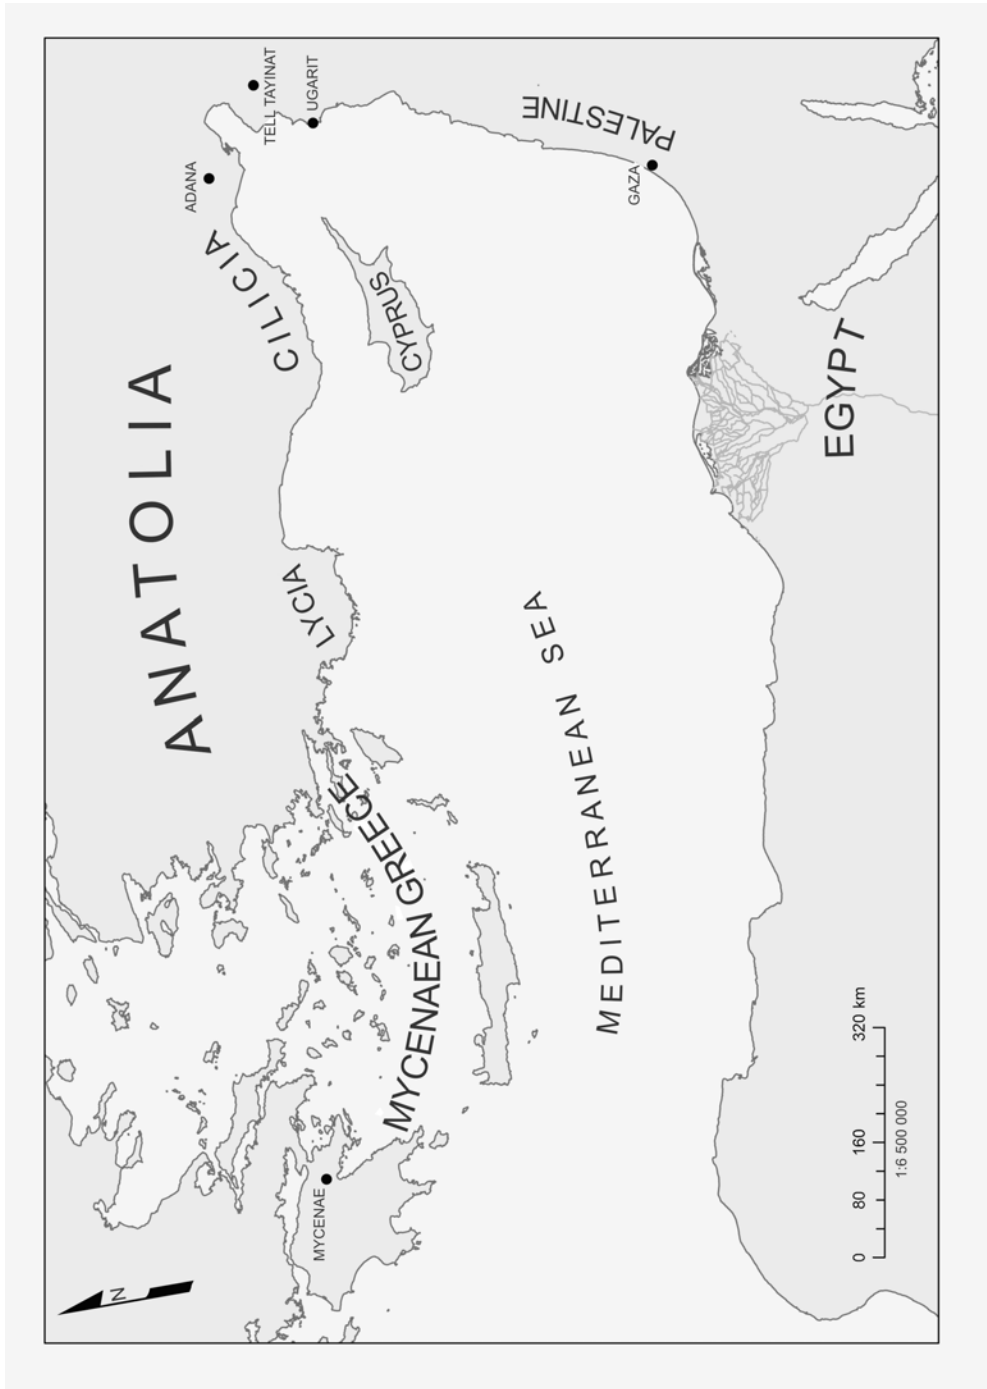 N
ANATOLIA
ADANA
TELL TAYINAT
UGARIT
CILICIA
CYPRUS
LYCIA
MYCENAEAN GREECE
MYCENAE
MEDITERRANEAN SEA
PALESTINE
GAZA
EGYPT
0 80 160 320 km
1:6 500 000